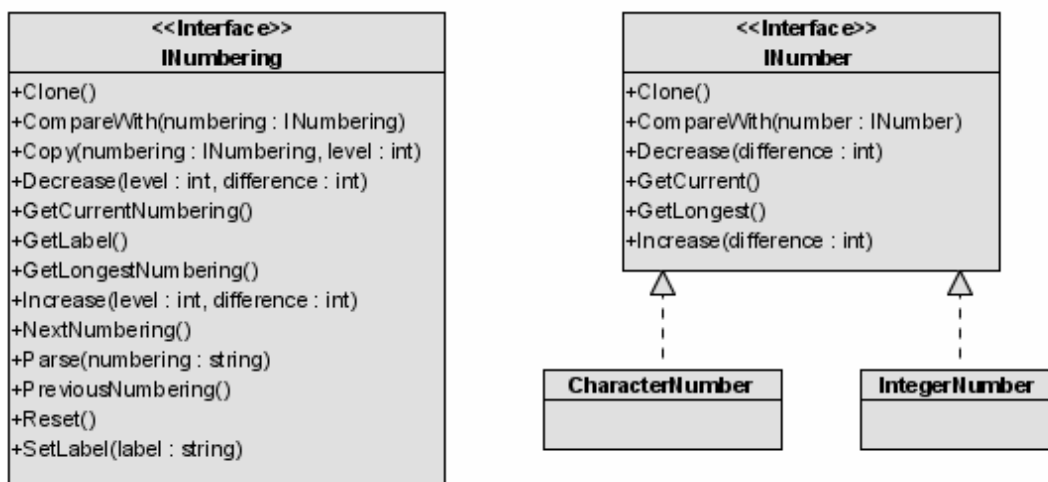 <<Interface>>
INumbering
+Clone()
+CompareWith(numbering : INumbering)
+Copy(numbering : INumbering, level : int)
+Decrease(level : int, difference : int)
+GetCurrentNumbering()
+GetLabel()
+GetLongestNumbering()
+Increase(level : int, difference : int)
+NextNumbering()
+Parse(numbering : string)
+PreviousNumbering()
+Reset()
+SetLabel(label : string)
<<Interface>>
INumber
+Clone()
+CompareWith(number : INumber)
+Decrease(difference : int)
+GetCurrent()
+GetLongest()
+Increase(difference : int)
CharacterNumber
IntegerNumber